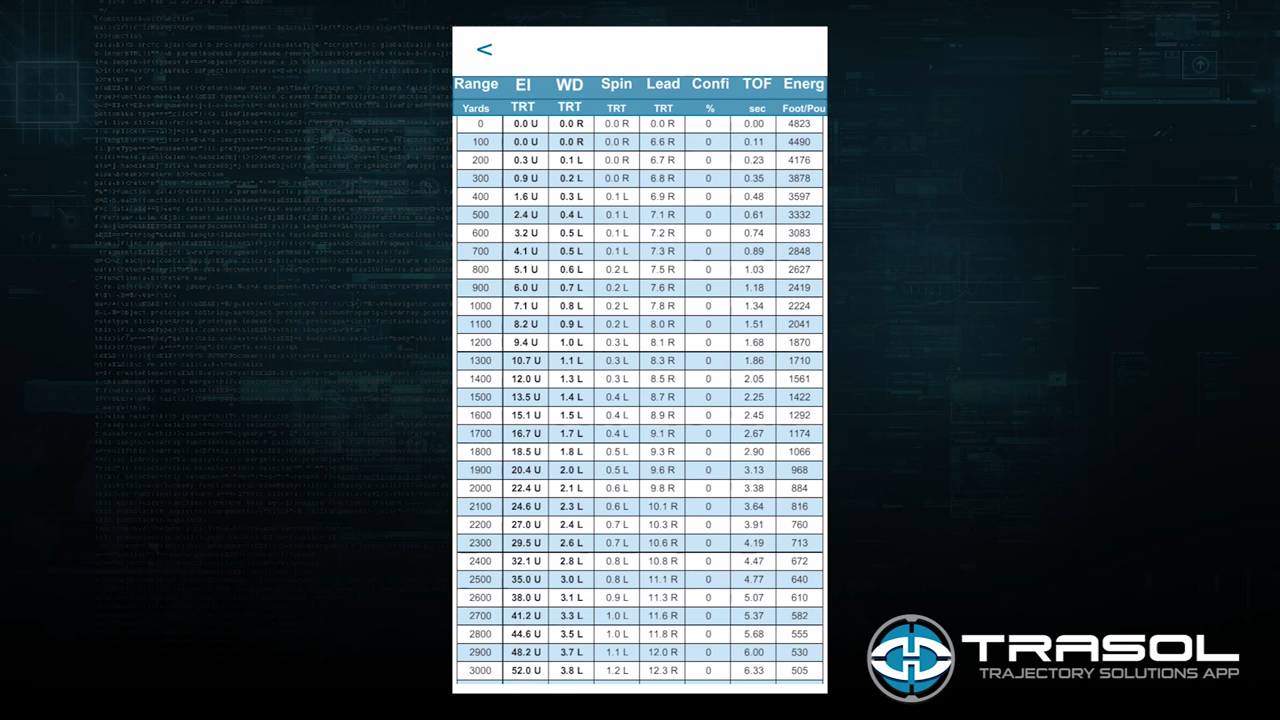 <
Range El WD Spin Lead Confi TOF Energ
Yards TRT TRT TRT TRT % sec Foot/Pou
0 0.0 U 0.0 R 0.0 R 0.0 R 0 0.00 4823
100 0.0 U 0.0 R 0.0 R 6.6 R 0 0.11 4490
200 0.3 U 0.1 L 0.0 R 6.7 R 0 0.23 4176
300 0.9 U 0.2 L 0.0 R 6.8 R 0 0.35 3878
400 1.6 U 0.3 L 0.1 L 6.9 R 0 0.48 3597
500 2.4 U 0.4 L 0.1 L 7.1 R 0 0.61 3332
600 3.2 U 0.5 L 0.1 L 7.2 R 0 0.74 3083
700 4.1 U 0.5 L 0.1 L 7.3 R 0 0.89 2848
800 5.1 U 0.6 L 0.2 L 7.5 R 0 1.03 2627
900 6.0 U 0.7 L 0.2 L 7.6 R 0 1.18 2419
1000 7.1 U 0.8 L 0.2 L 7.8 R 0 1.34 2224
1100 8.2 U 0.9 L 0.2 L 8.0 R 0 1.51 2041
1200 9.4 U 1.0 L 0.3 L 8.1 R 0 1.68 1870
1300 10.7 U 1.1 L 0.3 L 8.3 R 0 1.86 1710
1400 12.0 U 1.3 L 0.3 L 8.5 R 0 2.05 1561
1500 13.5 U 1.4 L 0.4 L 8.7 R 0 2.25 1422
1600 15.1 U 1.5 L 0.4 L 8.9 R 0 2.45 1292
1700 16.7 U 1.7 L 0.4 L 9.1 R 0 2.67 1174
1800 18.5 U 1.8 L 0.5 L 9.3 R 0 2.90 1066
1900 20.4 U 2.0 L 0.5 L 9.6 R 0 3.13 968
2000 22.4 U 2.1 L 0.6 L 9.8 R 0 3.38 884
2100 24.6 U 2.3 L 0.6 L 10.1 R 0 3.64 816
2200 27.0 U 2.4 L 0.7 L 10.3 R 0 3.91 760
2300 29.5 U 2.6 L 0.7 L 10.6 R 0 4.19 713
2400 32.1 U 2.8 L 0.8 L 10.8 R 0 4.47 672
2500 35.0 U 3.0 L 0.8 L 11.1 R 0 4.77 640
2600 38.0 U 3.1 L 0.9 L 11.3 R 0 5.07 610
2700 41.2 U 3.3 L 1.0 L 11.6 R 0 5.37 582
2800 44.6 U 3.5 L 1.0 L 11.8 R 0 5.68 555
2900 48.2 U 3.7 L 1.1 L 12.0 R 0 6.00 530
3000 52.0 U 3.8 L 1.2 L 12.3 R 0 6.33 505
TRASOL
TRAJECTORY SOLUTIONS APP